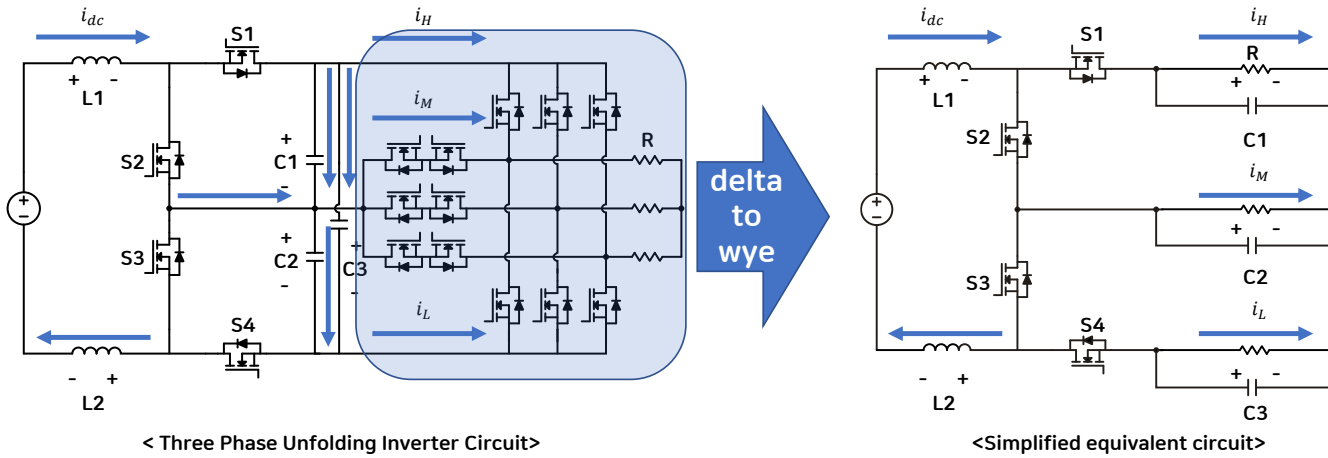 i_dc
S1
i_H
+ -
L1
i_M
S2
+
C1
-
R
+
-
S3
+
C2
-
+
C3
-
S4
i_L
- +
L2
< Three Phase Unfolding Inverter Circuit>
delta
to
wye
i_dc
S1
i_H
R
+ -
L1
+ -
C1
S2
i_M
+
-
+ -
C2
S3
S4
i_L
- +
L2
+ -
C3
<Simplified equivalent circuit>